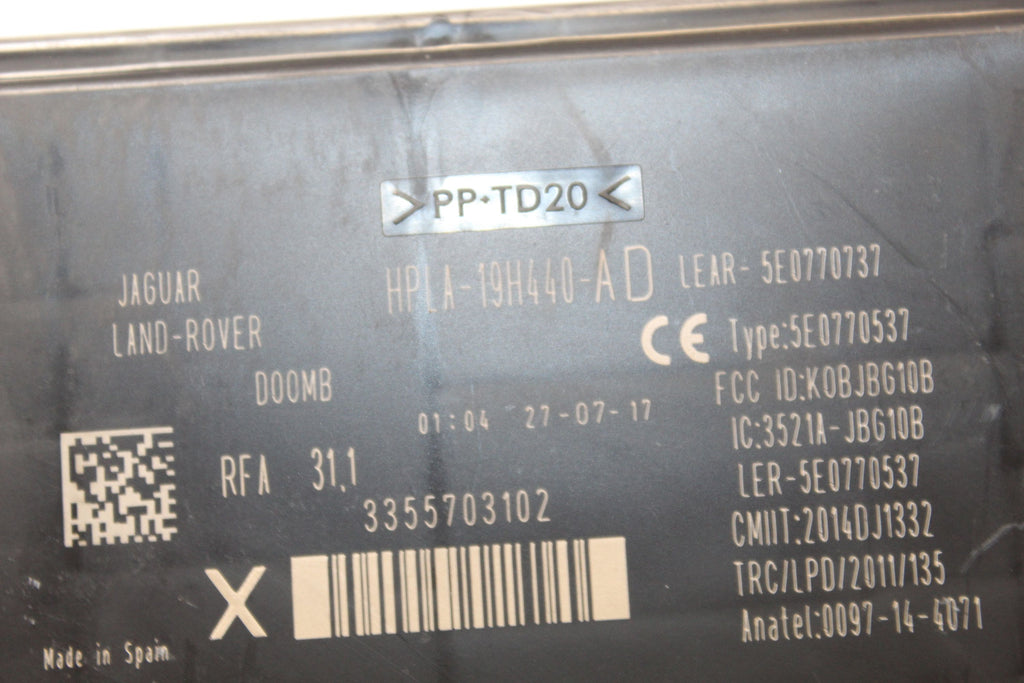 >PP+TD20<
JAGUAR
LAND-ROVER
HPLA-19H440-AD
LEAR-5E0770737
CE Type:5E0770537
D00MB
FCC ID:KOBJBG10B
01:04 27-07-17
IC:3521A-JBG10B
RFA 31,1
LER-5E0770537
3355703102
CMIIT:2014DJ1332
TRC/LPD/2011/135
X
Anatel:0097-14-4071
Made in Spain